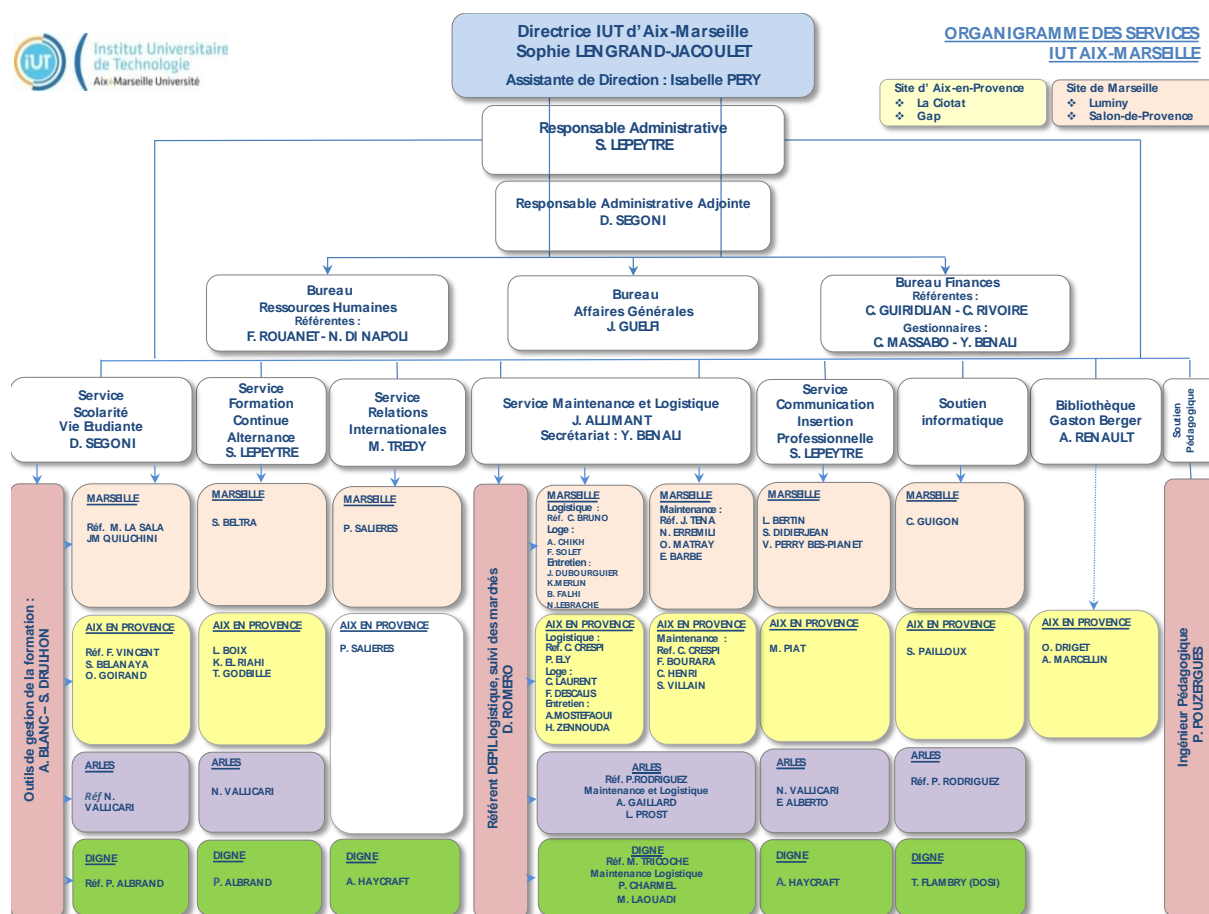 iUT
Institut Universitaire
de Technologie
Aix*Marseille Université
Directrice IUT d'Aix-Marseille
Sophie LENGRAND-JACOULET
Assistante de Direction : Isabelle PERY
ORGANIGRAMME DES SERVICES
IUT AIX-MARSEILLE
Site d' Aix-en-Provence
❖ La Ciotat
❖ Gap
Site de Marseille
❖ Luminy
❖ Salon-de-Provence
Responsable Administrative
S. LEPEYTRE
Responsable Administrative Adjointe
D. SEGONI
Bureau
Ressources Humaines
Référentes :
F. ROUANET - N. DI NAPOLI
Bureau
Affaires Générales
J. GUELFI
Bureau Finances
Référentes :
C. GUIRIDLIAN - C. RIVOIRE
Gestionnaires :
C. MASSABO - Y. BENALI
Service
Scolarité
Vie Etudiante
D. SEGONI
Service
Formation
Continue
Alternance
S. LEPEYTRE
Service
Relations
Internationales
M. TREDY
Service Maintenance et Logistique
J. ALLIMANT
Secrétariat : Y. BENALI
Service
Communication
Insertion
Professionnelle
S. LEPEYTRE
Soutien
informatique
Bibliothèque
Gaston Berger
A. RENAULT
Soutien
Pédagogique
Outils de gestion de la formation :
A. BLANC – S. DRULHON
MARSEILLE
Réf. M. LA SALA
JM QUILICHINI
MARSEILLE
S. BELTRA
MARSEILLE
P. SALIERES
Référent DEPIL logistique, suivi des marchés
D. ROMERO
MARSEILLE
Logistique :
Réf. C. BRUNO
Loge :
A. CHIKH
F. SOLET
Entretien :
J. DUBOURGUIER
K.MERLIN
B. FALHI
N.LEBRACHE
MARSEILLE
Maintenance :
Réf. J. TENA
N. ERREMILI
O. MATRAY
E. BARBE
MARSEILLE
L. BERTIN
S. DIDIERJEAN
V. PERRY BES-PIANET
MARSEILLE
C. GUIGON
Ingénieur Pédagogique
P. POUZERGUES
AIX EN PROVENCE
Réf. F. VINCENT
S. BELANAYA
O. GOIRAND
AIX EN PROVENCE
L. BOIX
K. EL RIAHI
T. GODBILLE
AIX EN PROVENCE
P. SALIERES
AIX EN PROVENCE
Logistique :
Ref. C. CRESPI
P. ELY
Loge :
C. LAURENT
F. DESCALIS
Entretien :
A.MOSTEFAOUI
H. ZENNOUDA
AIX EN PROVENCE
Maintenance :
Ref. C. CRESPI
F. BOURARA
C. HENRI
S. VILLAIN
AIX EN PROVENCE
M. PIAT
AIX EN PROVENCE
S. PAILLOUX
AIX EN PROVENCE
O. DRIGET
A. MARCELLIN
ARLES
Réf N.
VALLICARI
ARLES
N. VALLICARI
ARLES
Réf. P.RODRIGUEZ
Maintenance et Logistique
A. GAILLARD
L. PROST
ARLES
N. VALLICARI
E. ALBERTO
ARLES
Réf. P. RODRIGUEZ
DIGNE
Réf. P. ALBRAND
DIGNE
P. ALBRAND
DIGNE
A. HAYCRAFT
DIGNE
Réf. M. TRICOCHE
Maintenance Logistique
P. CHARMEL
M. LAOUADI
DIGNE
A. HAYCRAFT
DIGNE
T. FLAMBRY (DOSI)